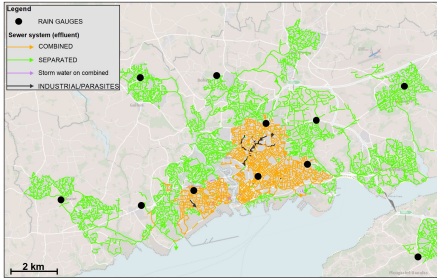 Legend
RAIN GAUGES
Sewer system (effluent)
COMBINED
SEPARATED
Storm water on combined
INDUSTRIAL/PARASITES
2 km